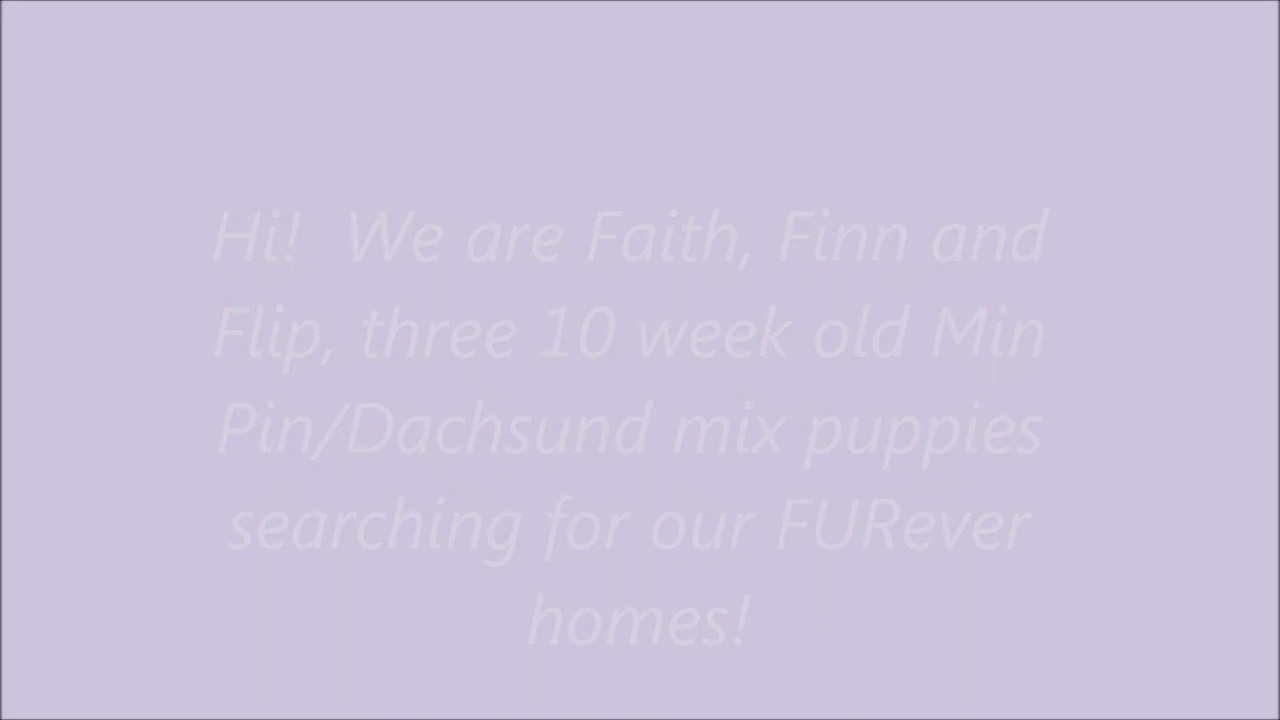 Hi!  We are Faith, Finn and
Flip, three 10 week old Min
Pin/Dachsund mix puppies
searching for our FURever
homes!